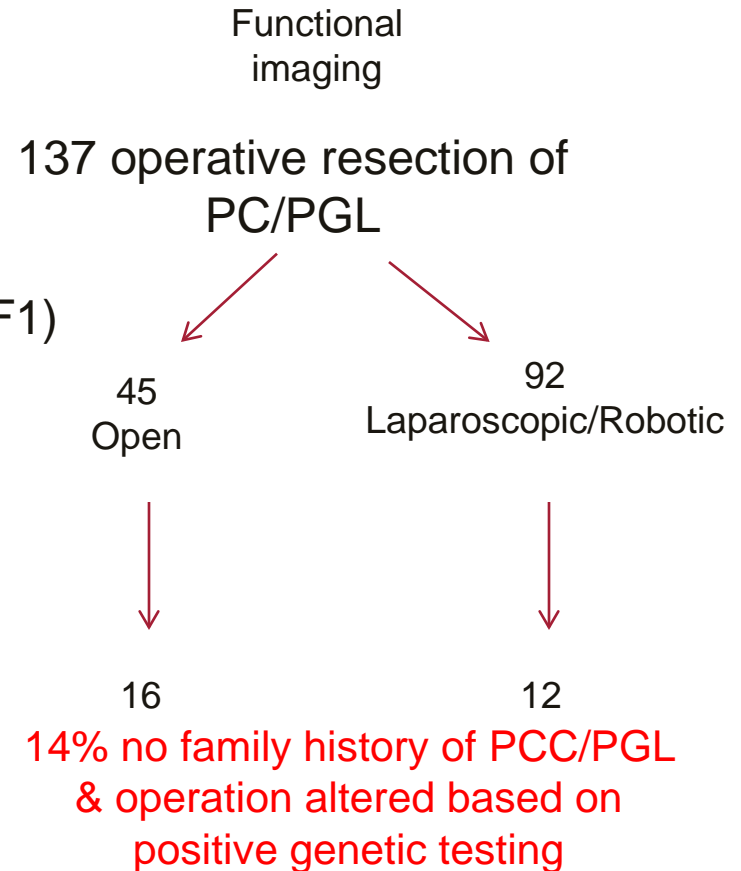 Functional
imaging
137 operative resection of
PC/PGL
F1)
45
Open
92
Laparoscopic/Robotic
16
12
14% no family history of PCC/PGL
& operation altered based on
positive genetic testing